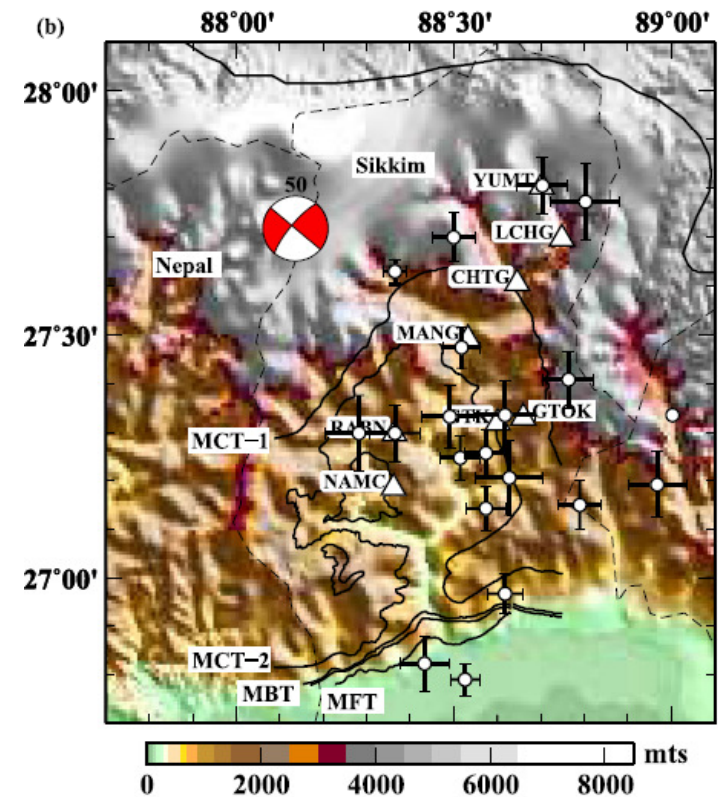 (b)
88°00' 88°30' 89°00'
28°00'
Sikkim
YUMT
50
LCHG
Nepal
CHTG
27°30'
MANG
GTOK
MCT−1
NAMC
27°00'
MCT−2
MBT
MFT
mts
0 2000 4000 6000 8000